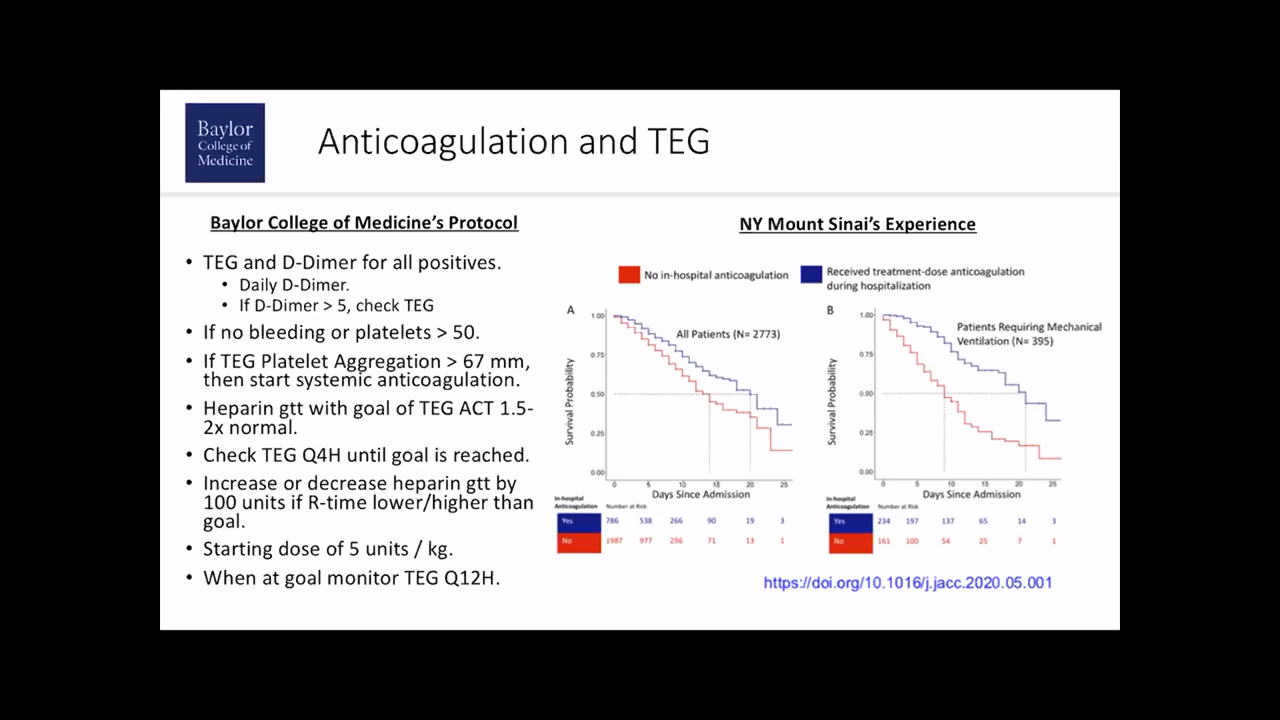 Baylor
College of
Medicine
Anticoagulation and TEG
Baylor College of Medicine's Protocol
• TEG and D-Dimer for all positives.
• Daily D-Dimer.
• If D-Dimer > 5, check TEG
• If no bleeding or platelets > 50.
• If TEG Platelet Aggregation > 67 mm,
then start systemic anticoagulation.
• Heparin gtt with goal of TEG ACT 1.5-
2x normal.
• Check TEG Q4H until goal is reached.
• Increase or decrease heparin gtt by
100 units if R-time lower/higher than
goal.
• Starting dose of 5 units / kg.
• When at goal monitor TEG Q12H.
NY Mount Sinai's Experience
No in-hospital anticoagulation
Received treatment-dose anticoagulation
during hospitalization
A
All Patients (N= 2773)
Survival Probability
1.00
0.75
0.50
0.25
0.00
0 5 10 15 20 25
Days Since Admission
In-hospital
Anticoagulation Number at Risk
Yes 786 538 266 90 19 3
No 1987 977 256 71 13 1
B
Patients Requiring Mechanical
Ventilation (N= 395)
Survival Probability
1.00
0.75
0.25
0.00
0 5 10 15 20 25
Days Since Admission
In-hospital
Anticoagulation Number at Risk
Yes 234 197 137 65 14 3
No 161 100 54 25 7 1
https://doi.org/10.1016/j.jacc.2020.05.001